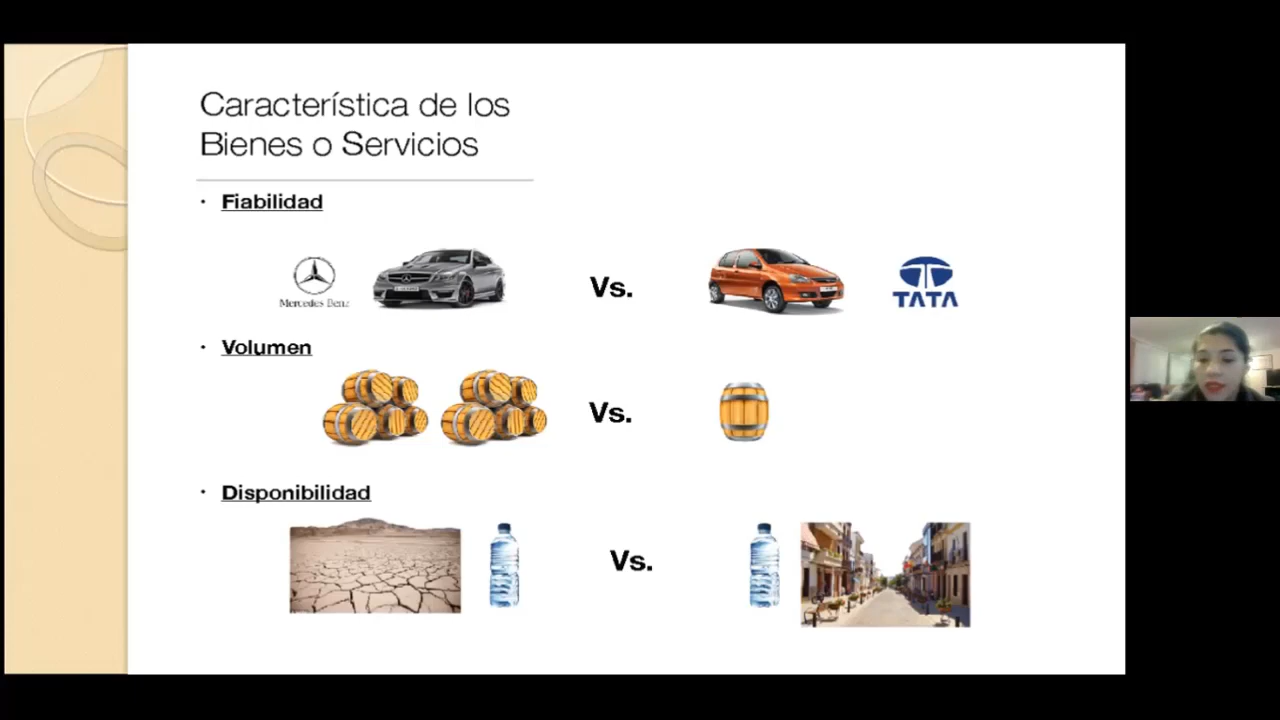 Característica de los
Bienes o Servicios
• Fiabilidad
Mercedes Benz
Vs.
TATA
• Volumen
Vs.
• Disponibilidad
Vs.